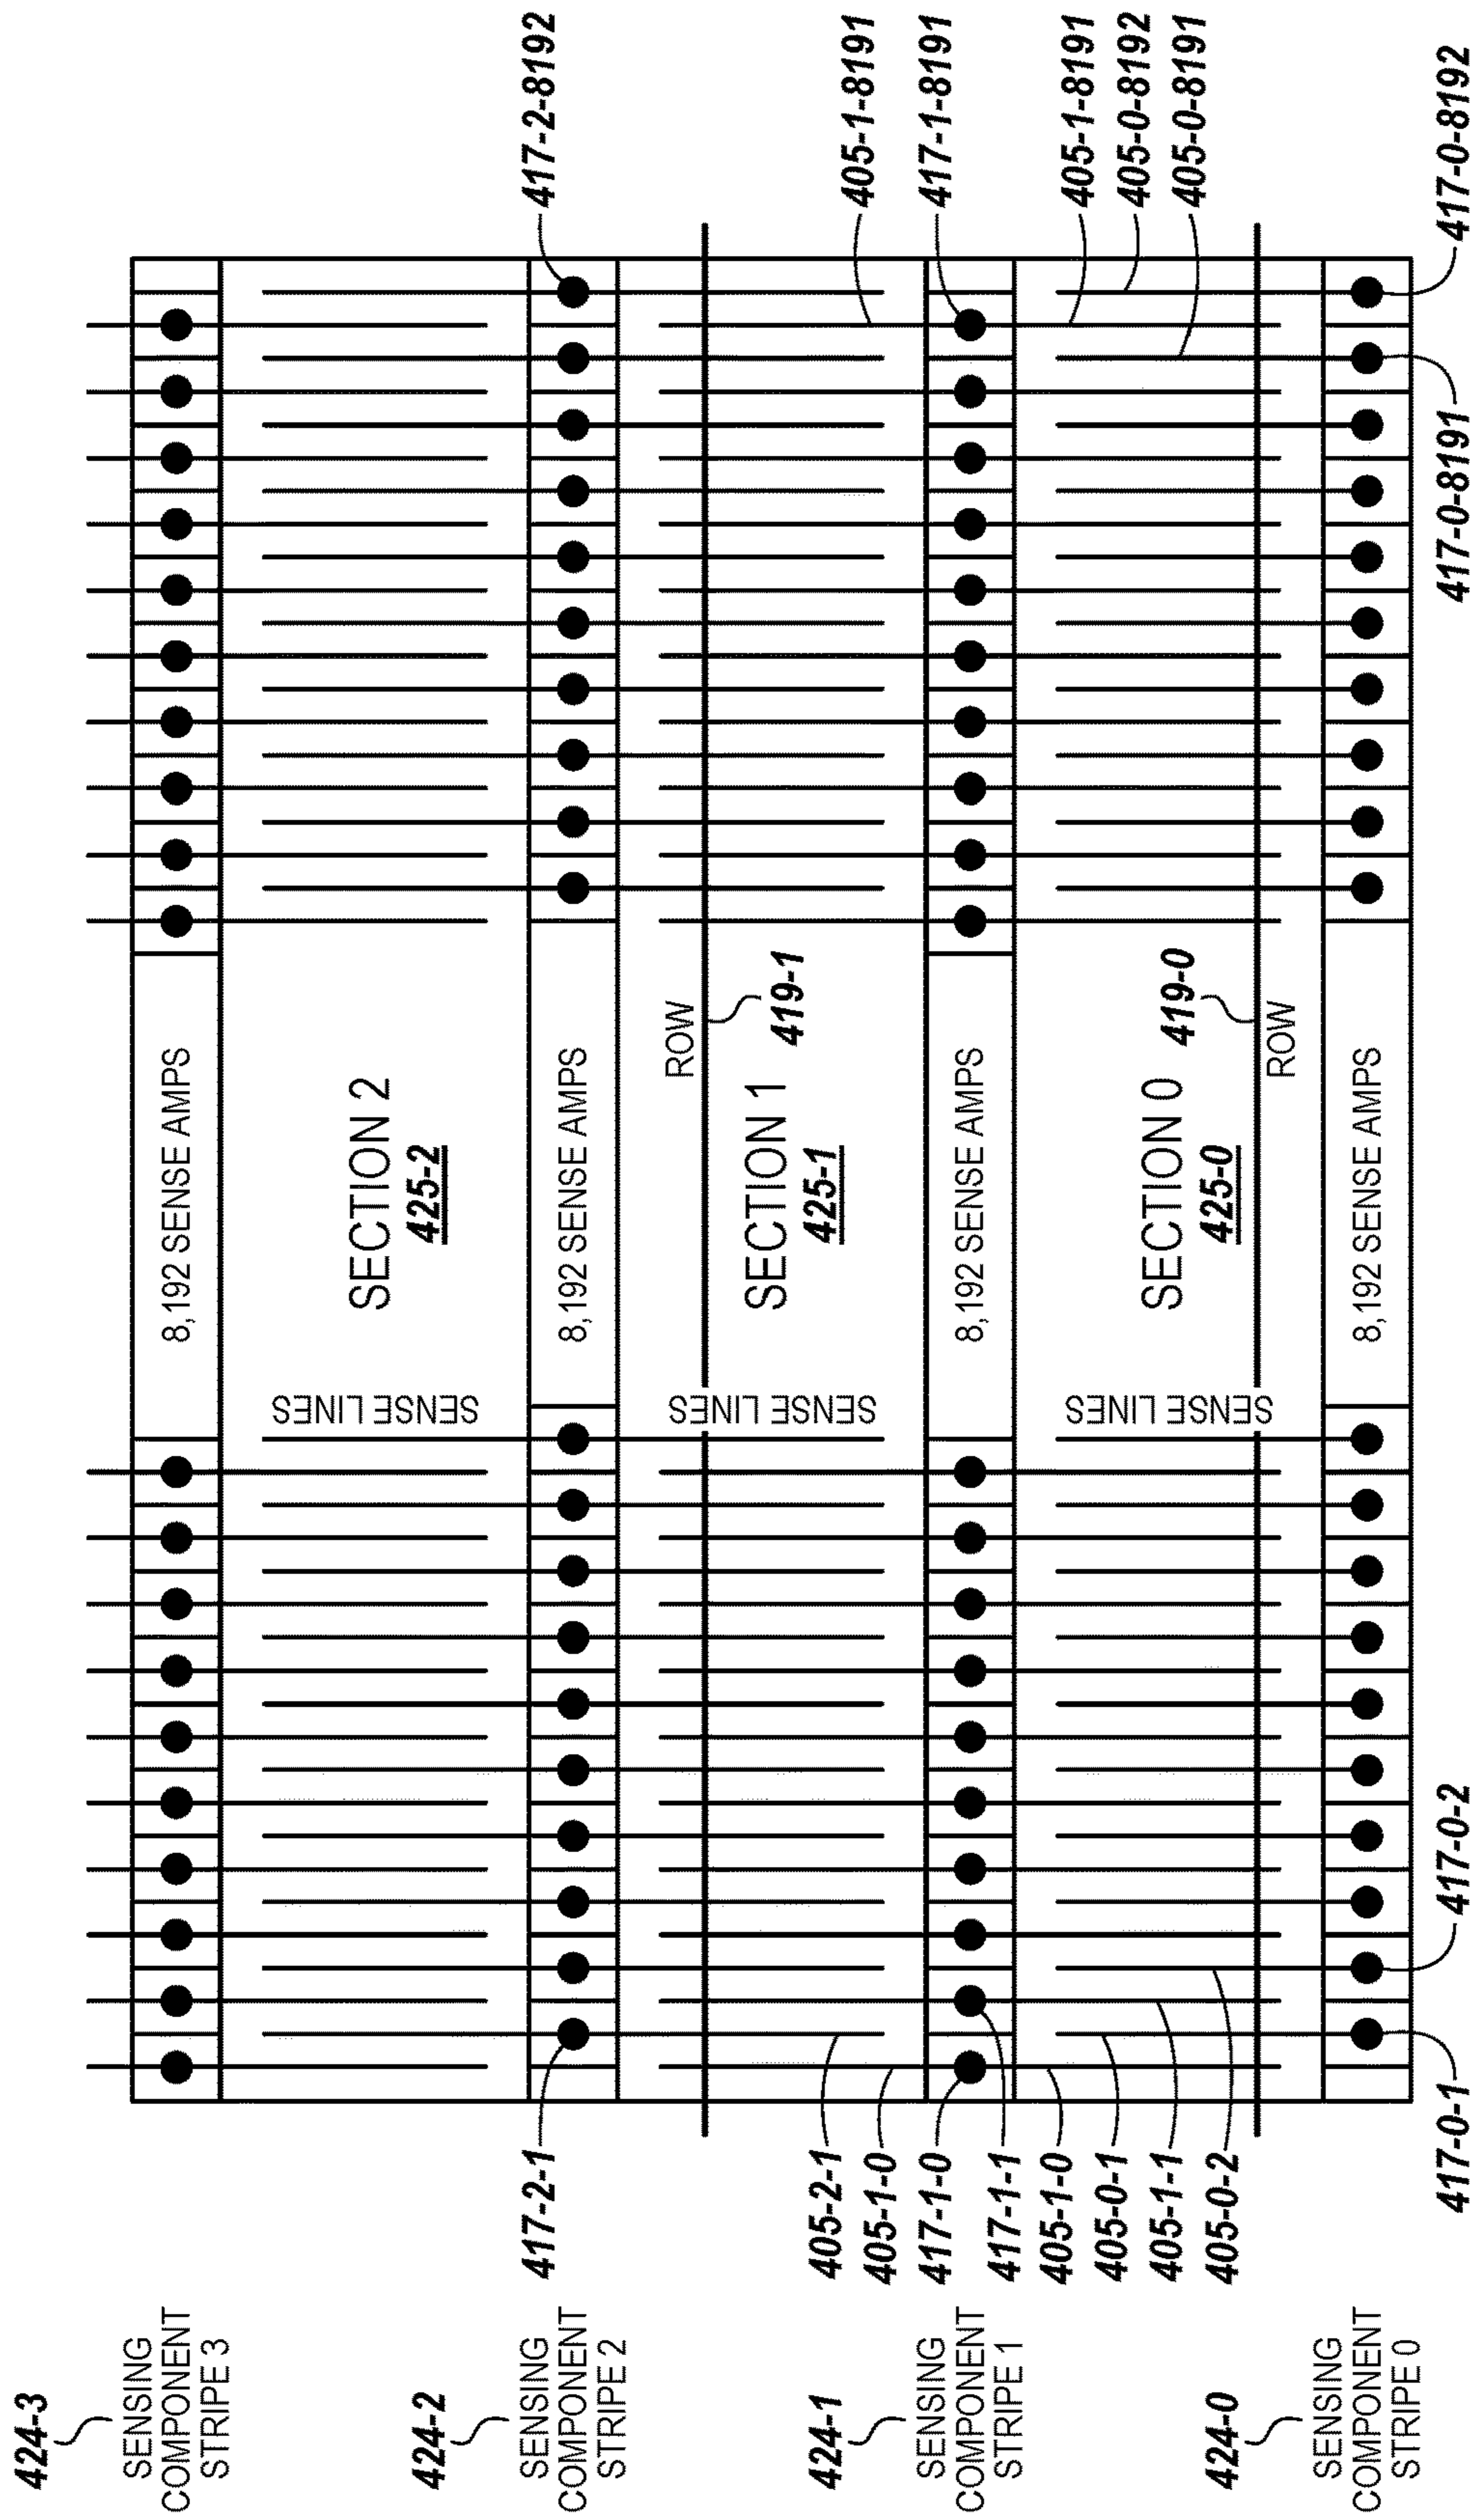 424-3
SENSING
COMPONENT
STRIPE 3
8,192 SENSE AMPS
SENSE LINES
SECTION 2
425-2
424-2
SENSING
COMPONENT
STRIPE 2
417-2-1
8,192 SENSE AMPS
417-2-8192
ROW
419-1
SENSE LINES
SECTION 1
425-1
405-2-1
405-1-0
405-1-8191
424-1
SENSING
COMPONENT
STRIPE 1
417-1-0
417-1-1
8,192 SENSE AMPS
417-1-8191
405-1-0
405-0-1
405-1-1
405-0-2
SENSE LINES
SECTION 0
425-0
419-0
ROW
405-1-8191
405-0-8192
405-0-8191
424-0
SENSING
COMPONENT
STRIPE 0
8,192 SENSE AMPS
417-0-1
417-0-2
417-0-8191
417-0-8192